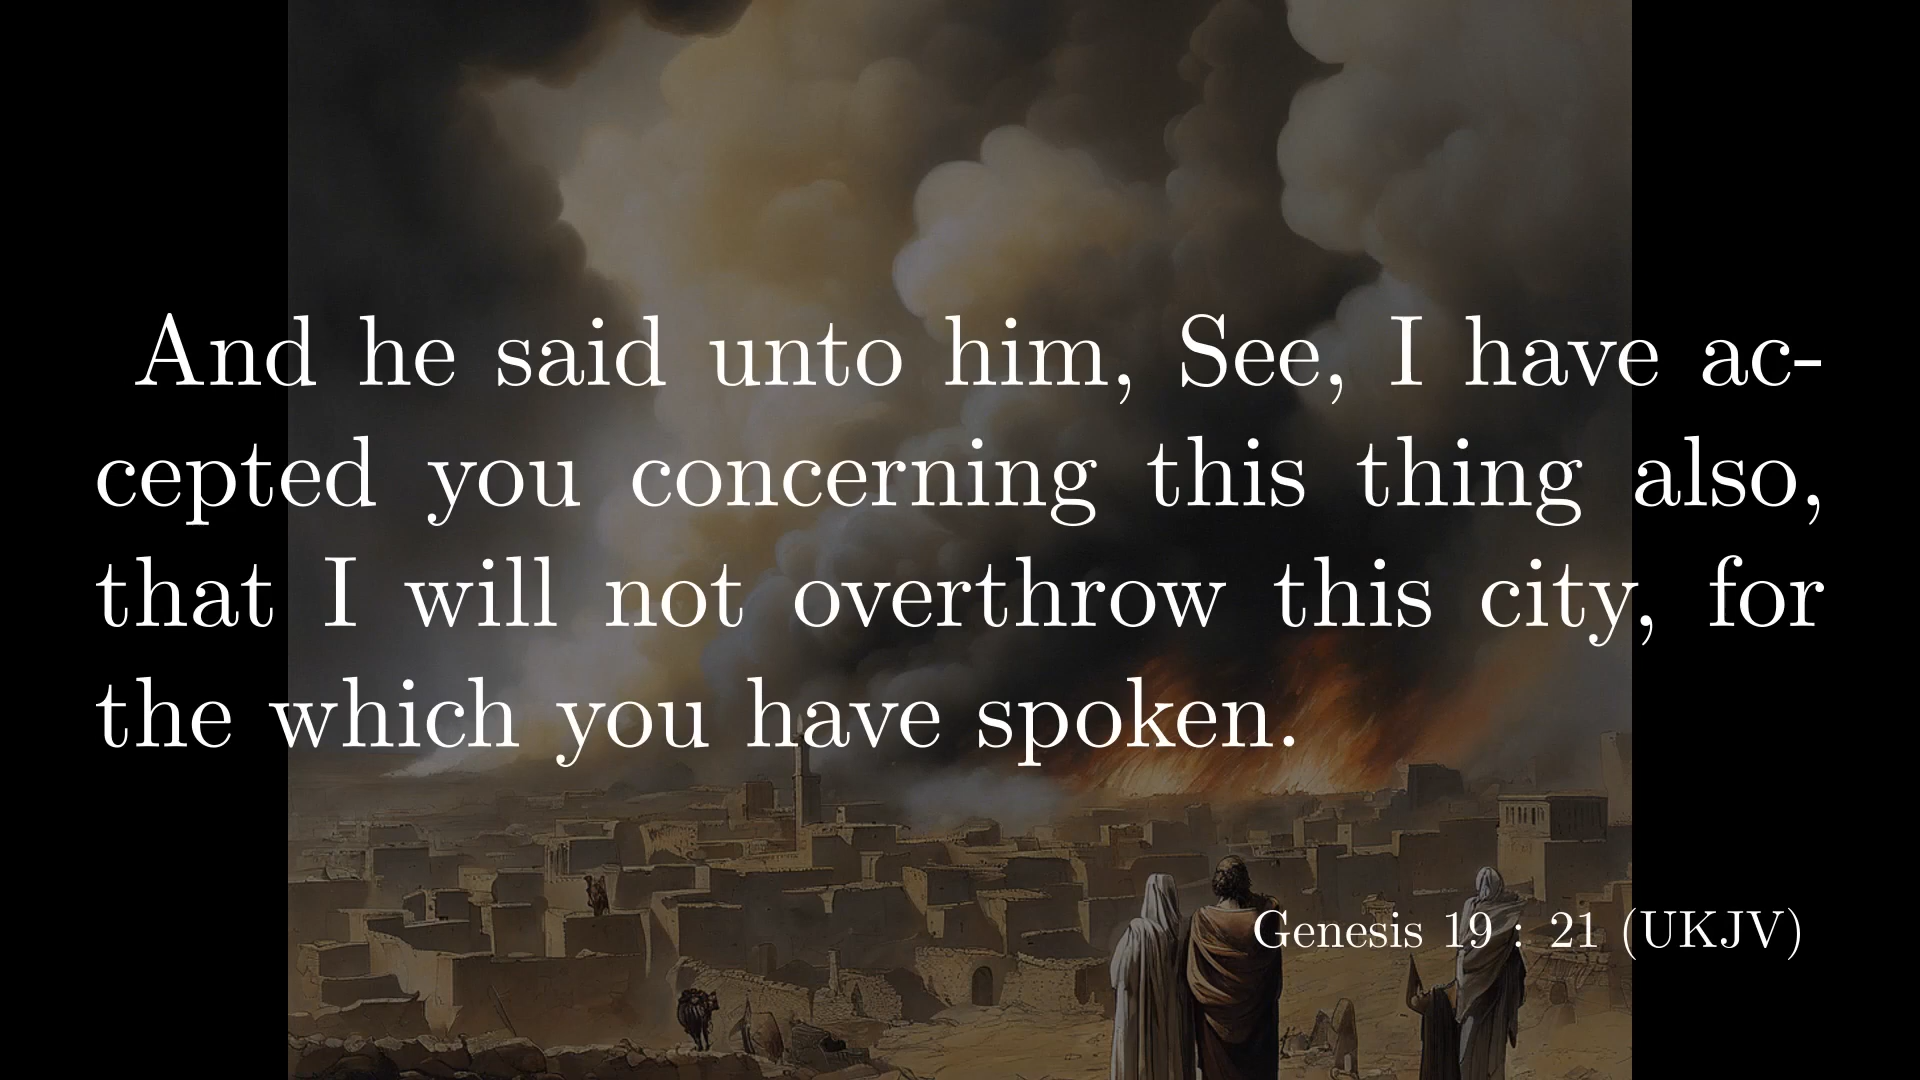 And he said unto him, See, I have ac-
cepted you concerning this thing also,
that I will not overthrow this city, for
the which you have spoken.
Genesis 19 : 21 (UKJV)